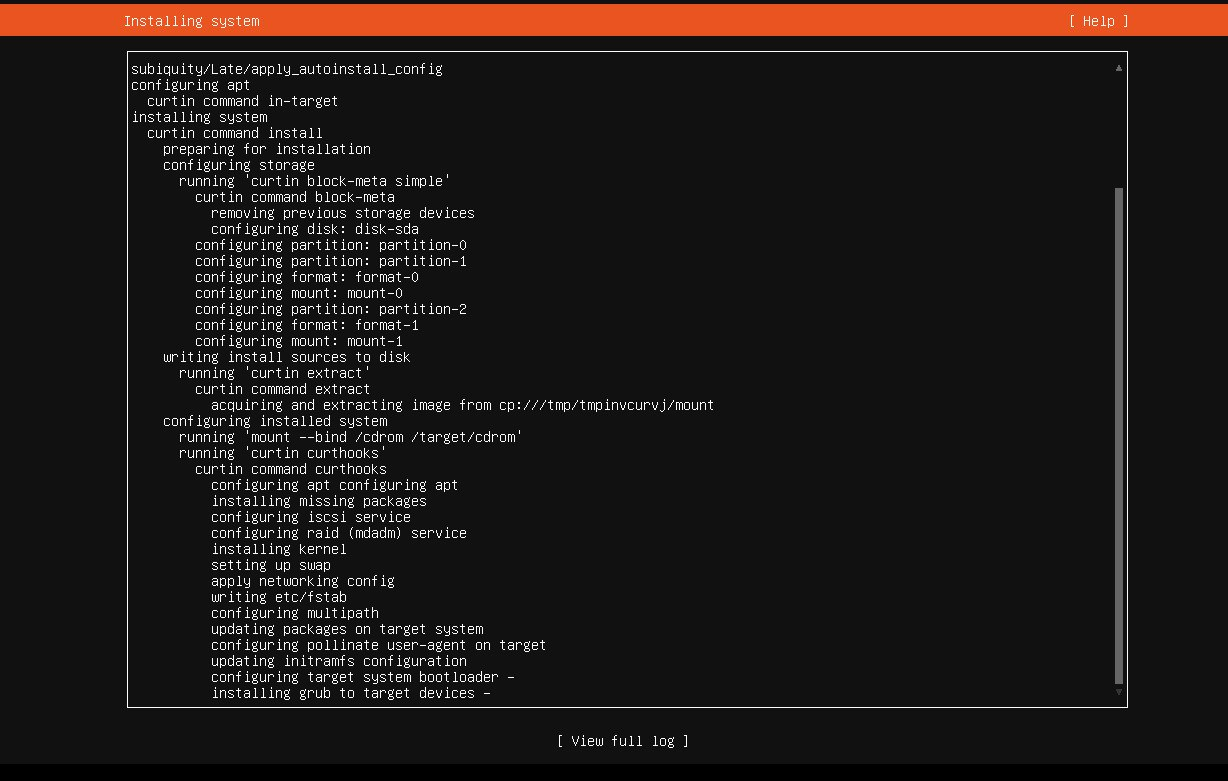 Installing system [ Help ]
subiquity/Late/apply_autoinstall_config
configuring apt
curtin command in-target
installing system
curtin command install
preparing for installation
configuring storage
running 'curtin block-meta simple'
curtin command block-meta
removing previous storage devices
configuring disk: disk-sda
configuring partition: partition-0
configuring partition: partition-1
configuring format: format-0
configuring mount: mount-0
configuring partition: partition-2
configuring format: format-1
configuring mount: mount-1
writing install sources to disk
running 'curtin extract'
curtin command extract
acquiring and extracting image from cp:///tmp/tmpinvcurvj/mount
configuring installed system
running 'mount --bind /cdrom /target/cdrom'
running 'curtin curthooks'
curtin command curthooks
configuring apt configuring apt
installing missing packages
configuring iscsi service
configuring raid (mdadm) service
installing kernel
setting up swap
apply networking config
writing etc/fstab
configuring multipath
updating packages on target system
configuring pollinate user-agent on target
updating initramfs configuration
configuring target system bootloader -
installing grub to target devices -
[ View full log ]